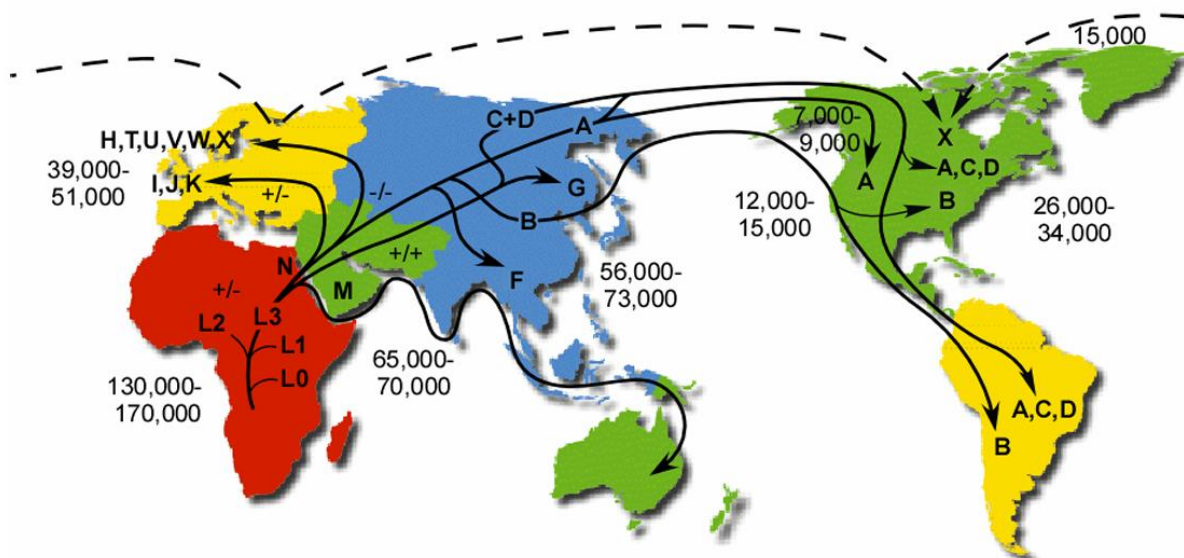 15,000
C+D
A
7,000-
9,000
H,T,U,V,W,X
X
39,000-
51,000
I,J,K
+/-
-/-
G
A
A,C,D
B
B
12,000-
15,000
26,000-
34,000
N
+/+
F
56,000-
73,000
+/-
M
L3
L2
L1
L0
65,000-
70,000
130,000-
170,000
A,C,D
B